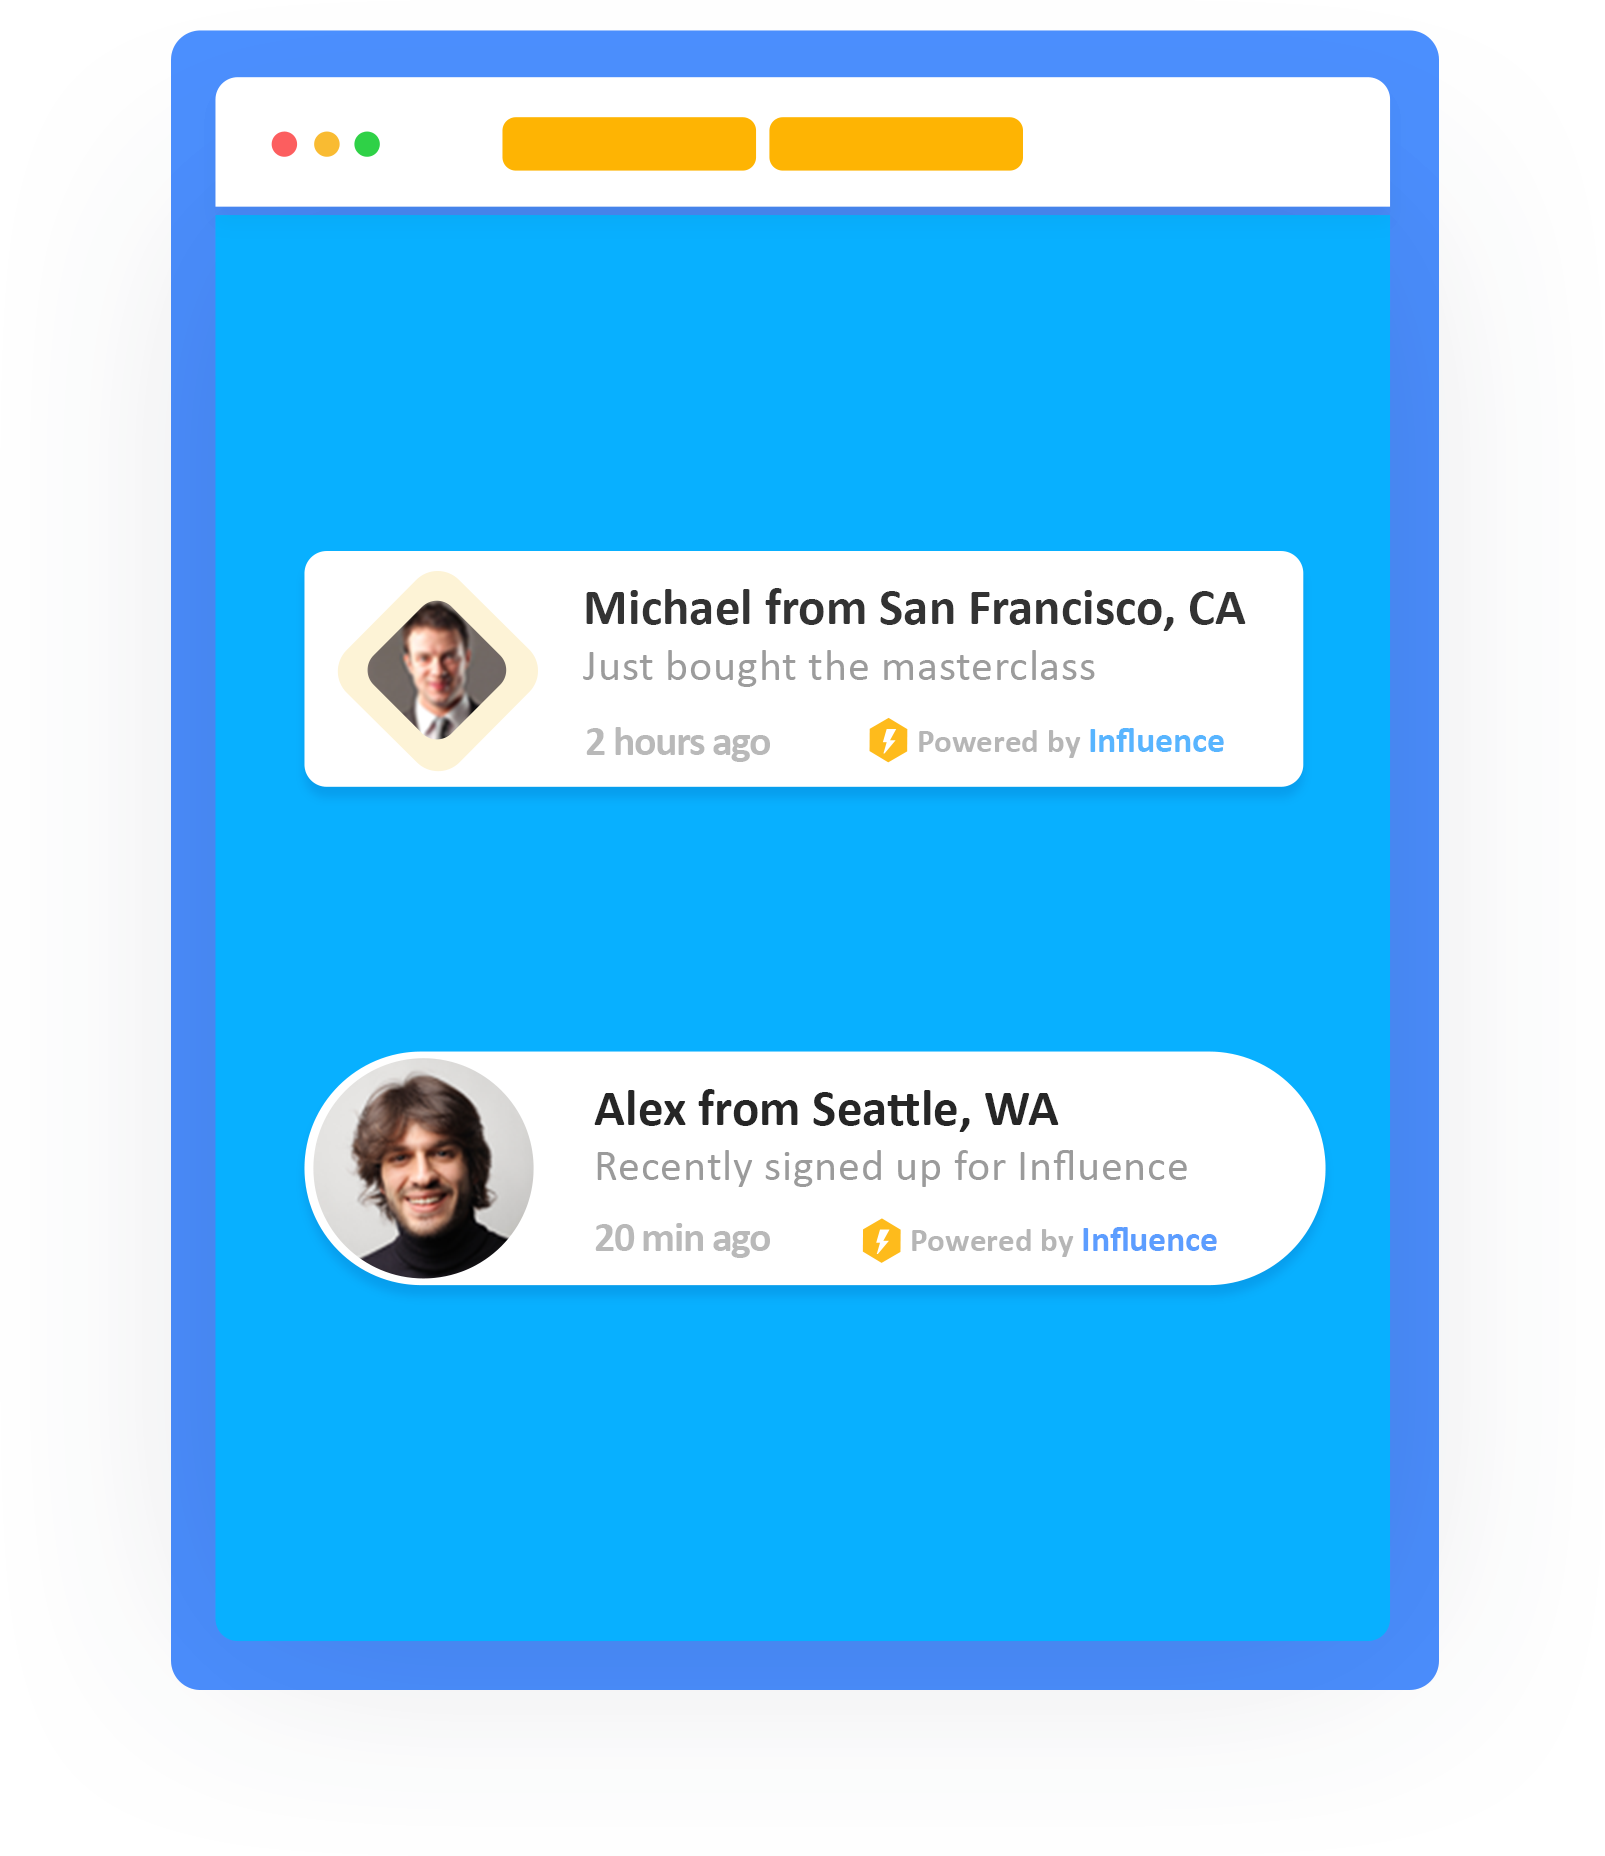 Michael from San Francisco, CA
Just bought the masterclass
2 hours ago
Powered by Influence
Alex from Seattle, WA
Recently signed up for Influence
20 min ago
Powered by Influence